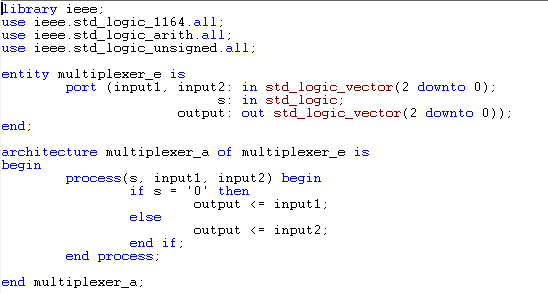 library ieee;
use ieee.std_logic_1164.all;
use ieee.std_logic_arith.all;
use ieee.std_logic_unsigned.all;

entity multiplexer_e is
        port (input1, input2: in std_logic_vector(2 downto 0);
                           s: in std_logic;
                      output: out std_logic_vector(2 downto 0));
end;

architecture multiplexer_a of multiplexer_e is
begin
        process(s, input1, input2) begin
                if s = '0' then
                        output <= input1;
                else
                        output <= input2;
                end if;
        end process;

end multiplexer_a;